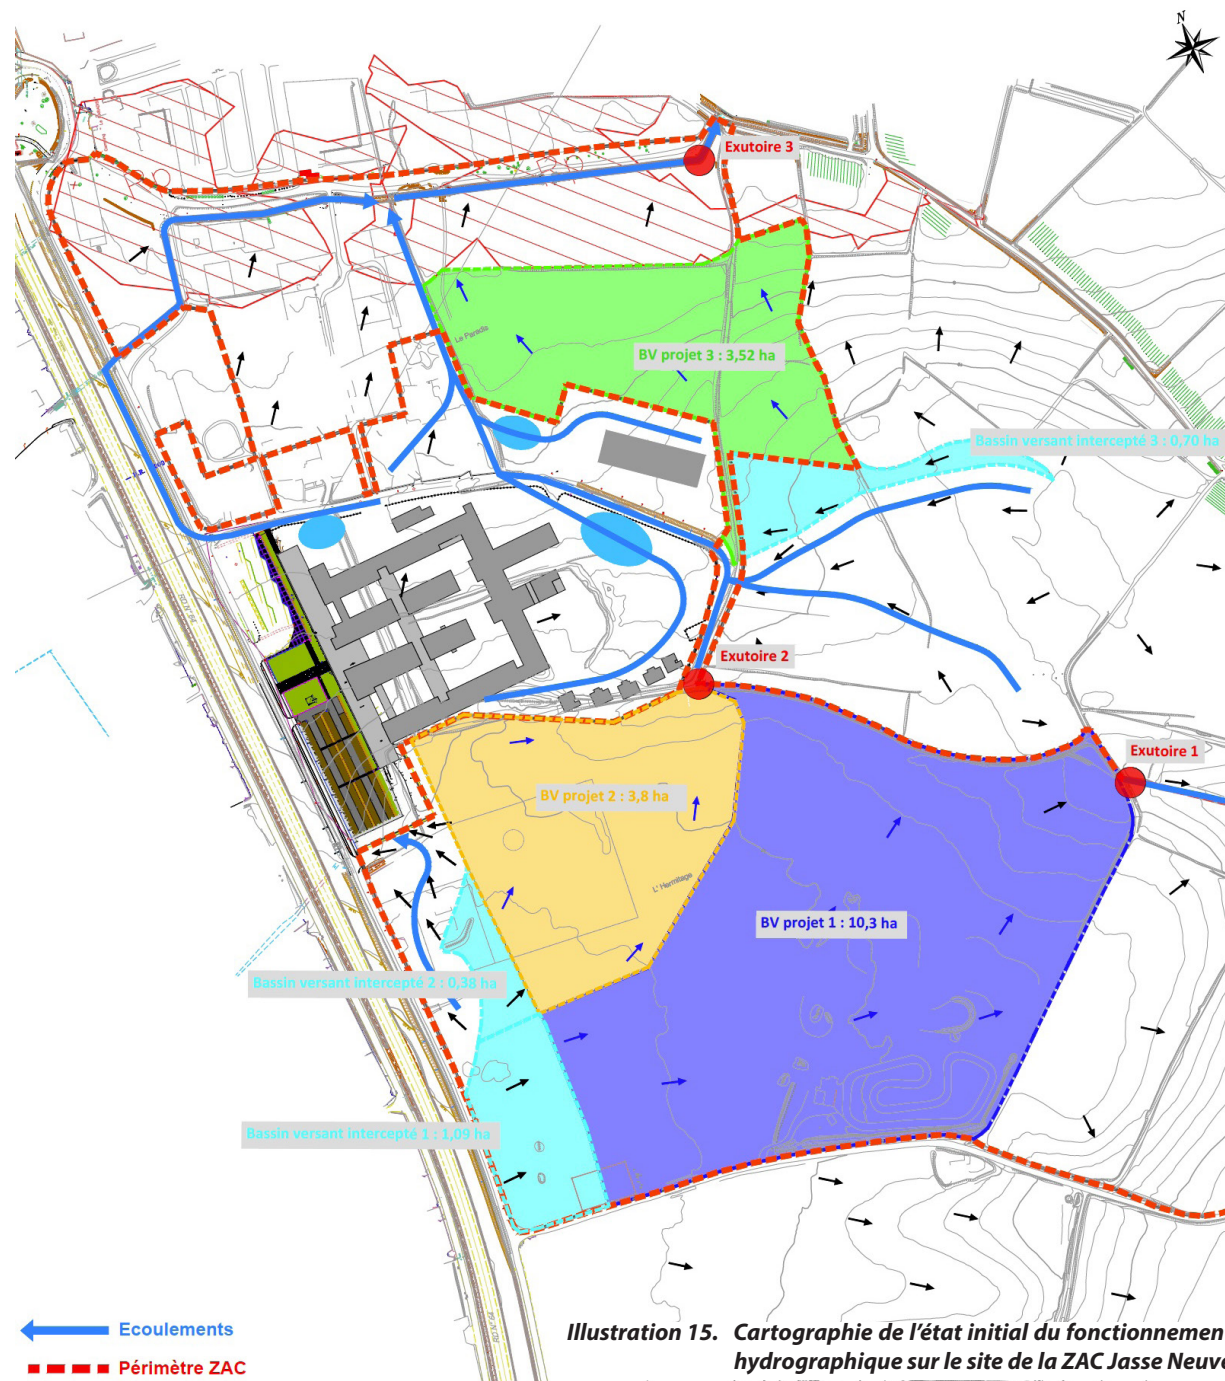 N
Exutoire 3
Le Paradis
BV projet 3 : 3,52 ha
Bassin versant intercepté 3 : 0,70 ha
Exutoire 2
Exutoire 1
BV projet 2 : 3,8 ha
L' Hermitage
BV projet 1 : 10,3 ha
Bassin versant intercepté 2 : 0,38 ha
Bassin versant intercepté 1 : 1,09 ha
Ecoulements
Périmètre ZAC
Illustration 15. Cartographie de l'état initial du fonctionnemen
hydrographique sur le site de la ZAC Jasse Neuve